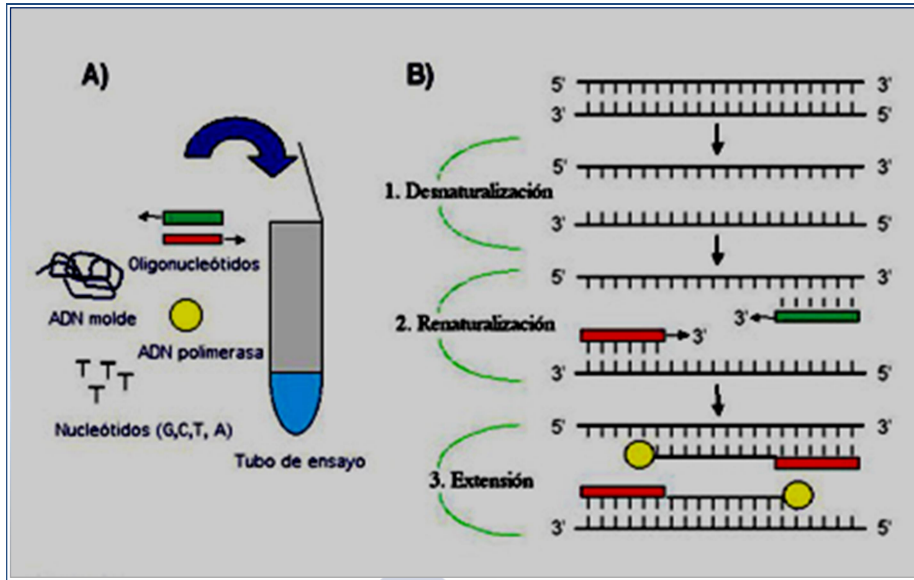 A)
Oligonucleótidos
ADN molde
ADN polimerasa
Nucleótidos (G,C,T, A)
Tubo de ensayo
B)
5' 3'
3' 5'
1. Desnaturalización
5' 3'
3' 5'
2. Renaturalización
5' 3'
3'
3'
3' 5'
3. Extensión
5' 3'
3' 5'